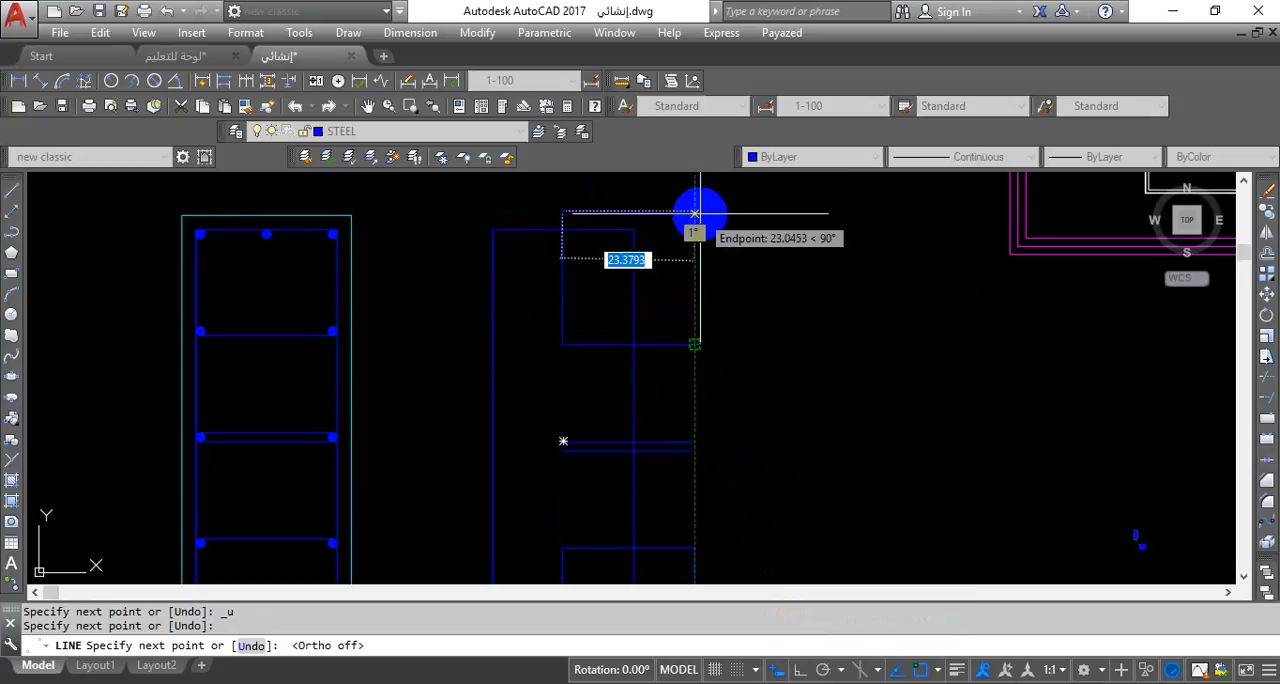 new classic
Autodesk AutoCAD 2017 إنشائي.dwg
Type a keyword or phrase
Sign In
File Edit View Insert Format Tools Draw Dimension Modify Parametric Window Help Express Payazed
Start
لوحة للتعليم*
إنشائي*
1-100
Standard
1-100
Standard
Standard
STEEL
new classic
ByLayer
Continuous
ByLayer
ByColor
N
W TOP E
S
WCS
1°
Endpoint: 23.0453 < 90°
23.3793
Y
X
Specify next point or [Undo]: _u
Specify next point or [Undo]:
LINE Specify next point or [Undo]: <Ortho off>
Model Layout1 Layout2
Rotation: 0.00° MODEL 1:1